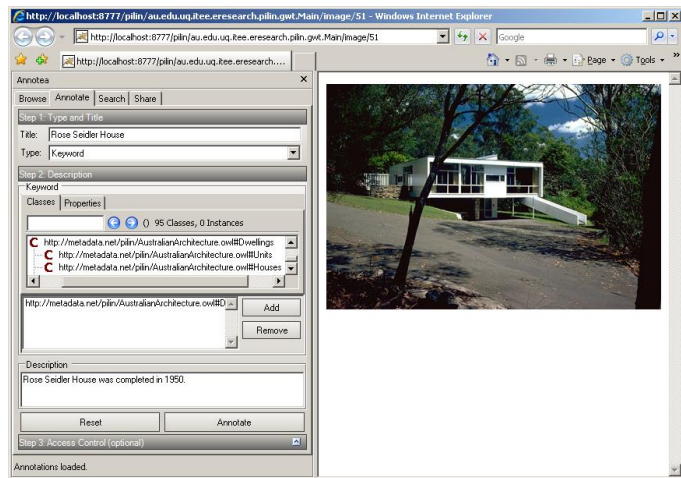 http://localhost:8777/pilin/au.edu.uq.itee.eresearch.pilin.gwt.Main/image/51 - Windows Internet Explorer
http://localhost:8777/pilin/au.edu.uq.itee.eresearch.pilin.gwt.Main/image/51
Google
http://localhost:8777/pilin/au.edu.uq.itee.eresearch....
Page
Tools
Annotea
Browse Annotate Search Share
Step 1: Type and Title
Title: Rose Seidler House
Type: Keyword
Step 2: Description
Keyword
Classes Properties
() 95 Classes, 0 Instances
C http://metadata.net/pilin/AustralianArchitecture.owl#Dwellings
C http://metadata.net/pilin/AustralianArchitecture.owl#Units
C http://metadata.net/pilin/AustralianArchitecture.owl#Houses
http://metadata.net/pilin/AustralianArchitecture.owl#D
Add
Remove
Description
Rose Seidler House was completed in 1950.
Reset Annotate
Step 3: Access Control (optional)
Annotations loaded.